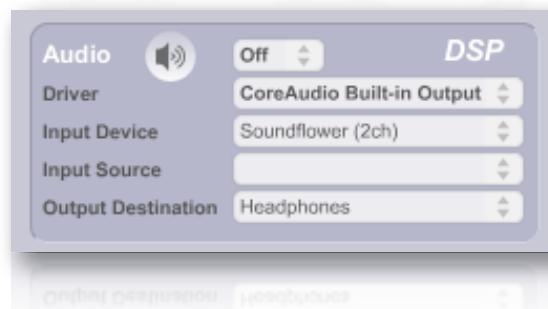 Audio Off DSP
Driver CoreAudio Built-in Output
Input Device Soundflower (2ch)
Input Source
Output Destination Headphones